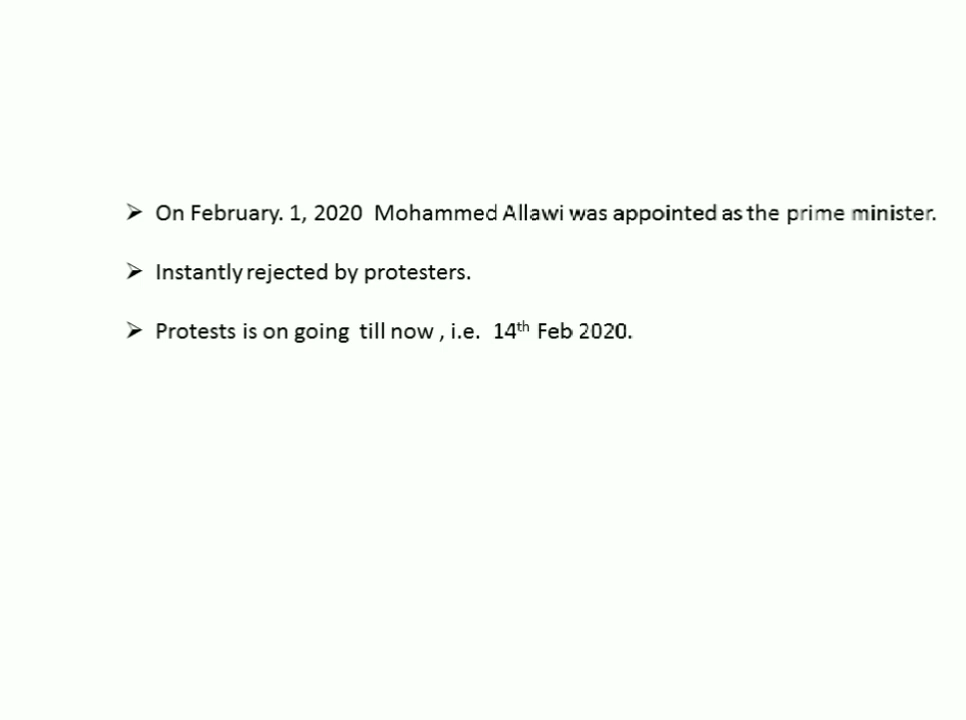 ➢ On February. 1, 2020 Mohammed Allawi was appointed as the prime minister.
➢ Instantly rejected by protesters.
➢ Protests is on going till now , i.e. 14th Feb 2020.